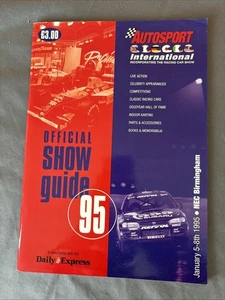 £3.00
AUTOSPORT
International
INCORPORATING THE RACING CAR SHOW
LIVE ACTION
CELEBRITY APPEARANCES
COMPETITIONS
CLASSIC RACING CARS
GOODYEAR HALL OF FAME
INDOOR KARTING
PARTS & ACCESSORIES
BOOKS & MEMORABILIA
OFFICIAL
SHOW
guide
95
Daily Express
January 5-8th 1995 • NEC Birmingham